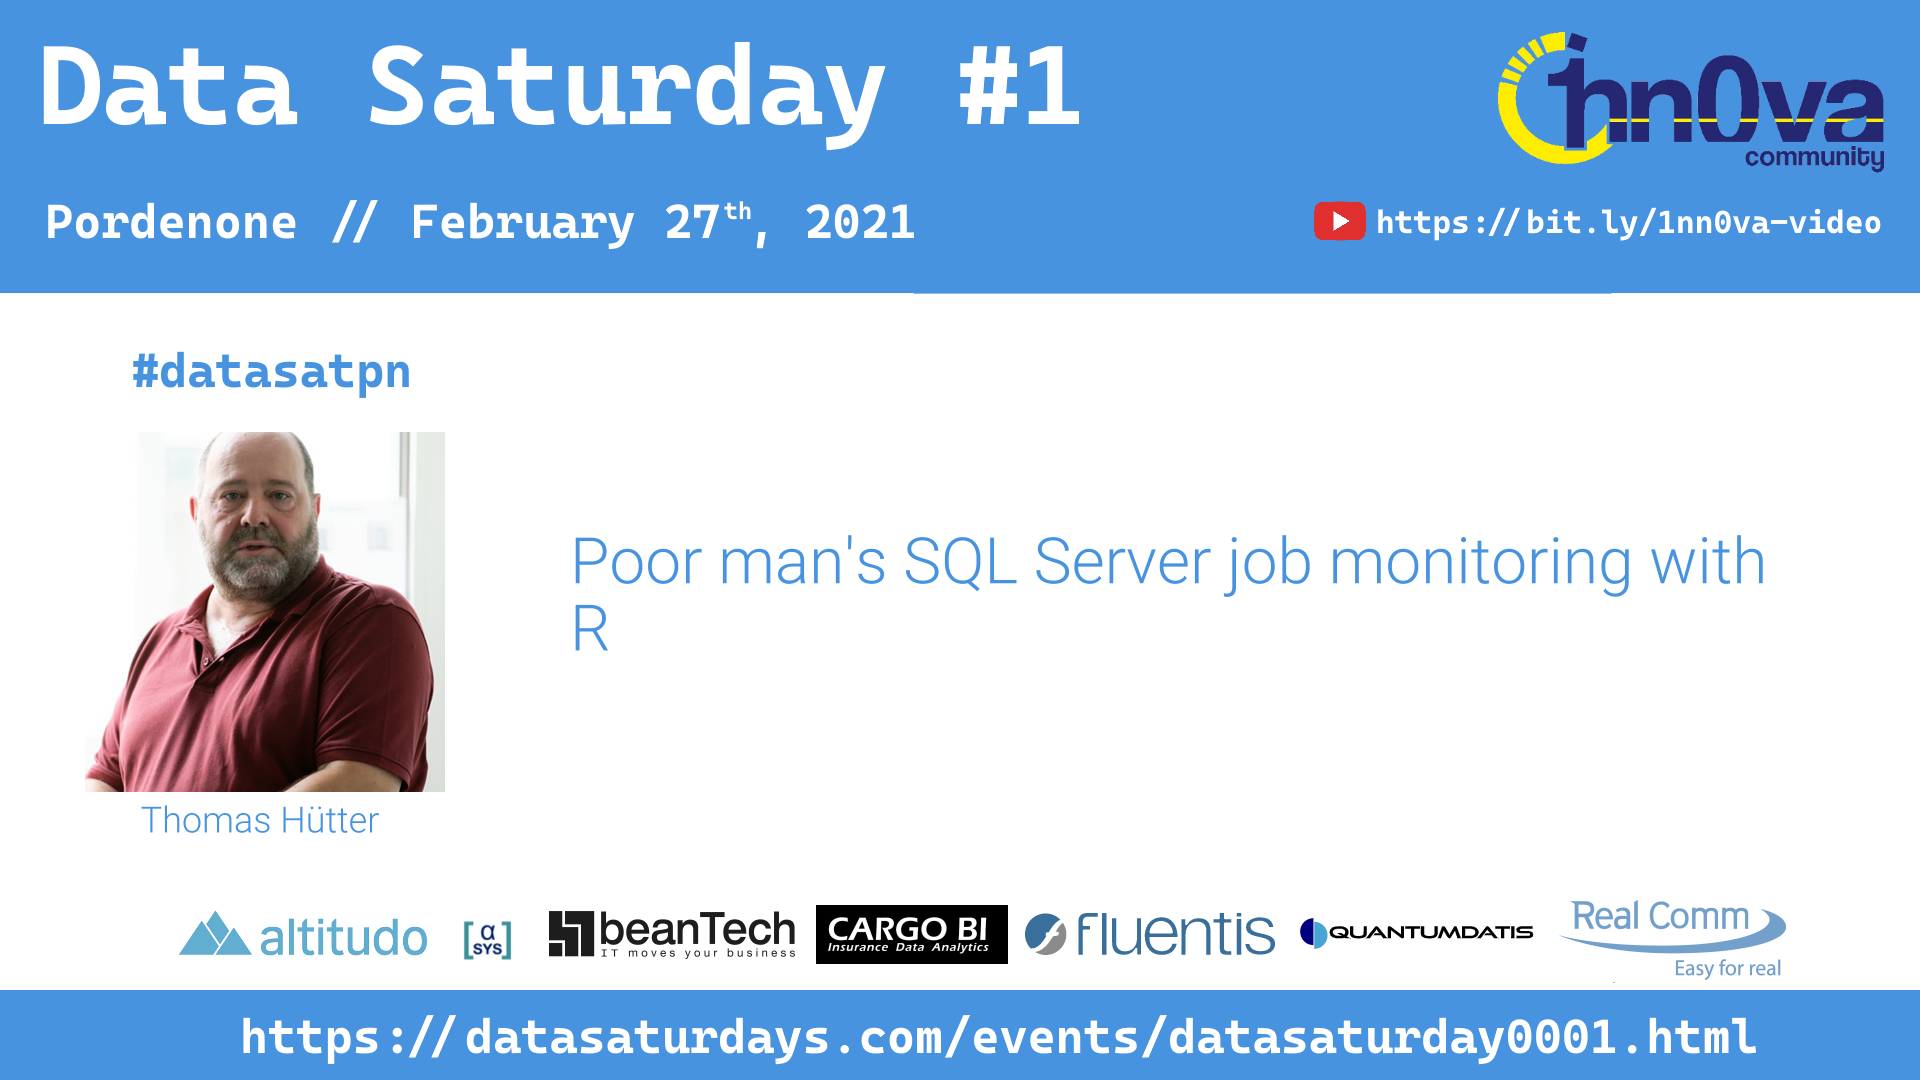 Data Saturday #1
1nn0va
community
Pordenone // February 27th, 2021
https://bit.ly/1nn0va-video
#datasatpn
Poor man's SQL Server job monitoring with
R
Thomas Hütter
altitudo
[α
SYS]
beanTech
IT moves your business
CARGO BI
Insurance Data Analytics
fluentis
QUANTUMDATIS
Real Comm
Easy for real
https://datasaturdays.com/events/datasaturday0001.html